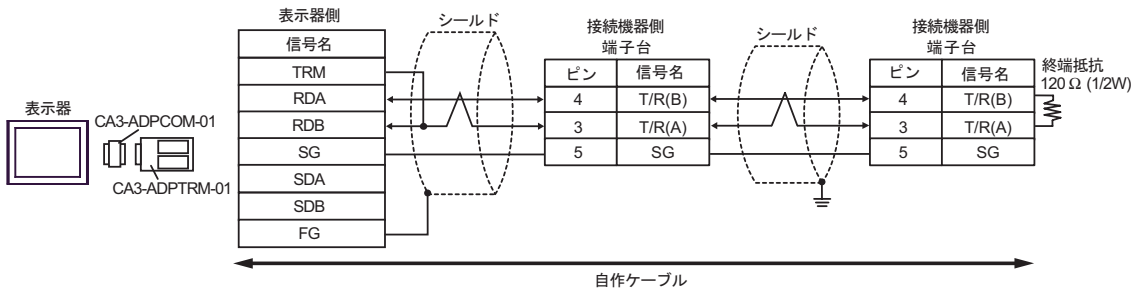 表示器
CA3-ADPCOM-01
CA3-ADPTRM-01
表示器側
信号名
TRM
RDA
RDB
SG
SDA
SDB
FG
シールド
接続機器側
端子台
ピン 信号名
4 T/R(B)
3 T/R(A)
5 SG
シールド
接続機器側
端子台
ピン 信号名
4 T/R(B)
3 T/R(A)
5 SG
終端抵抗
120 Ω (1/2W)
自作ケーブル